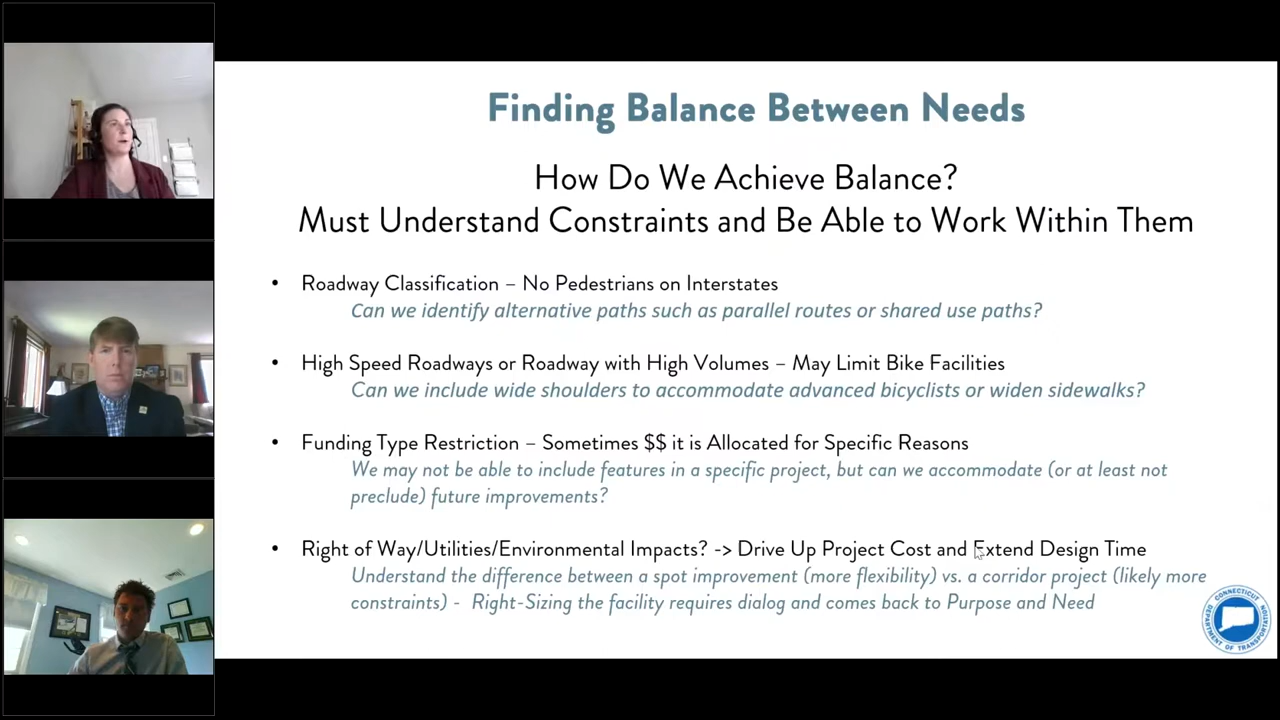 Finding Balance Between Needs
How Do We Achieve Balance?
Must Understand Constraints and Be Able to Work Within Them
• Roadway Classification – No Pedestrians on Interstates
Can we identify alternative paths such as parallel routes or shared use paths?
• High Speed Roadways or Roadway with High Volumes – May Limit Bike Facilities
Can we include wide shoulders to accommodate advanced bicyclists or widen sidewalks?
• Funding Type Restriction – Sometimes $$ it is Allocated for Specific Reasons
We may not be able to include features in a specific project, but can we accommodate (or at least not
preclude) future improvements?
• Right of Way/Utilities/Environmental Impacts? -> Drive Up Project Cost and Extend Design Time
Understand the difference between a spot improvement (more flexibility) vs. a corridor project (likely more
constraints) - Right-Sizing the facility requires dialog and comes back to Purpose and Need
CONNECTICUT
DEPARTMENT OF TRANSPORTATION